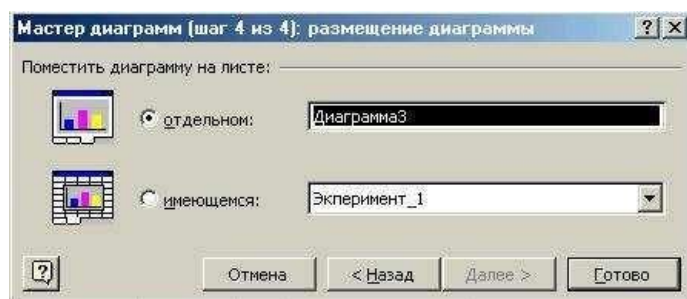 Мастер диаграмм (шаг 4 из 4): размещение диаграммы
Поместить диаграмму на листе:
отдельном: Диаграмма3
имеющемся: Эксперимент_1
Отмена < Назад Далее > Готово